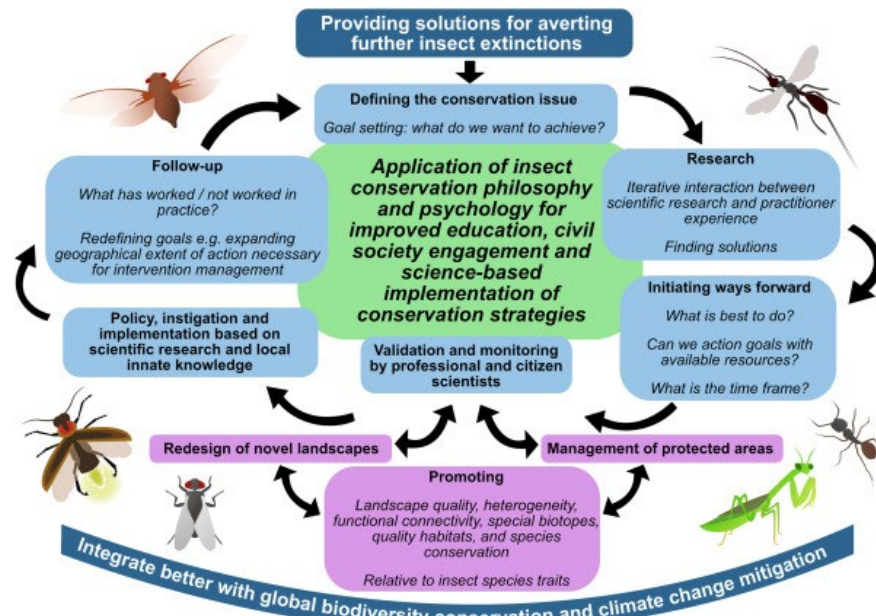 Providing solutions for averting
further insect extinctions
Defining the conservation issue
Goal setting: what do we want to achieve?
Follow-up
What has worked / not worked in
practice?
Redefining goals e.g. expanding
geographical extent of action necessary
for intervention management
Application of insect
conservation philosophy
and psychology for
improved education, civil
society engagement and
science-based
implementation of
conservation strategies
Research
Iterative interaction between
scientific research and practitioner
experience
Finding solutions
Initiating ways forward
What is best to do?
Can we action goals with
available resources?
What is the time frame?
Policy, instigation and
implementation based on
scientific research and local
innate knowledge
Validation and monitoring
by professional and citizen
scientists
Redesign of novel landscapes
Management of protected areas
Promoting
Landscape quality, heterogeneity,
functional connectivity, special biotopes,
quality habitats, and species
conservation
Relative to insect species traits
Integrate better with global biodiversity conservation and climate change mitigation